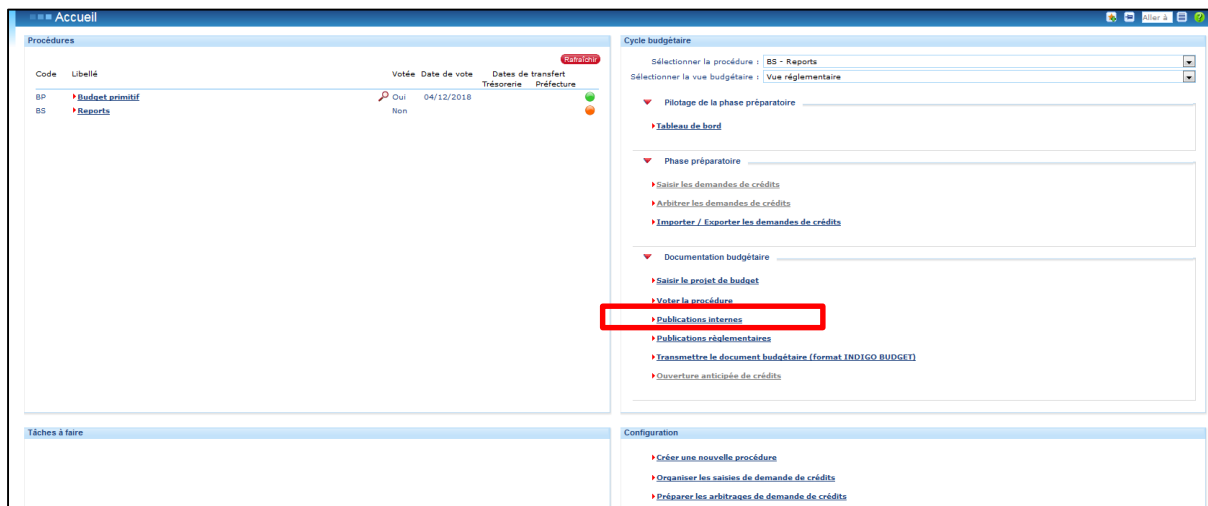 Accueil
Aller à
Procédures
Rafraîchir
Code Libellé Votée Date de vote Dates de transfert
Trésorerie Préfecture
BP Budget primitif Oui 04/12/2018
BS Reports Non
Cycle budgétaire
Sélectionner la procédure : BS - Reports
Sélectionner la vue budgétaire : Vue réglementaire
Pilotage de la phase préparatoire
Tableau de bord
Phase préparatoire
Saisir les demandes de crédits
Arbitrer les demandes de crédits
Importer / Exporter les demandes de crédits
Documentation budgétaire
Saisir le projet de budget
Voter la procédure
Publications internes
Publications règlementaires
Transmettre le document budgétaire (format INDIGO BUDGET)
Ouverture anticipée de crédits
Tâches à faire
Configuration
Créer une nouvelle procédure
Organiser les saisies de demande de crédits
Préparer les arbitrages de demande de crédits